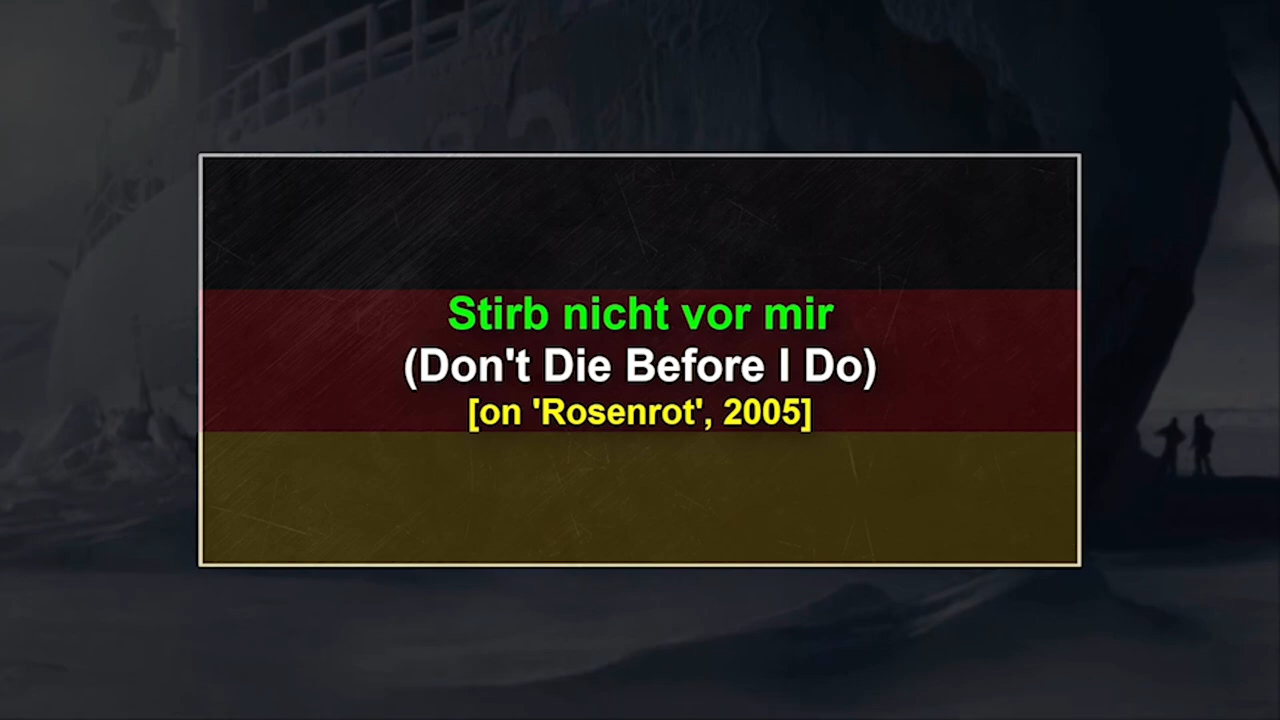 Stirb nicht vor mir
(Don't Die Before I Do)
[on 'Rosenrot', 2005]